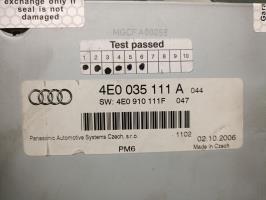 exchange only if
seal is not
damaged
MGCFA00255
Test passed
1 2 3 4 5 6 7 8 9 10
4E0 035 111 A 044
SW: 4E0 910 111F 047
Panasonic Automotive Systems Czech, s.r.o. 1102 02.10.2006
PM6 Made in Czech